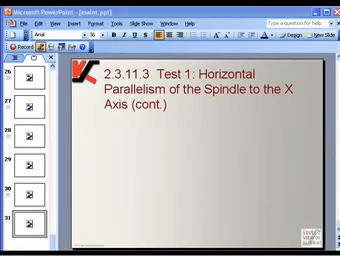 Microsoft PowerPoint - [maint.ppt]
File Edit View Insert Format Tools Slide Show Window Help
Type a question for help
Arial 36 B I U S Design New Slide
Record
26
27
28
29
30
31
2.3.11.3 Test 1: Horizontal
Parallelism of the Spindle to the X
Axis (cont.)